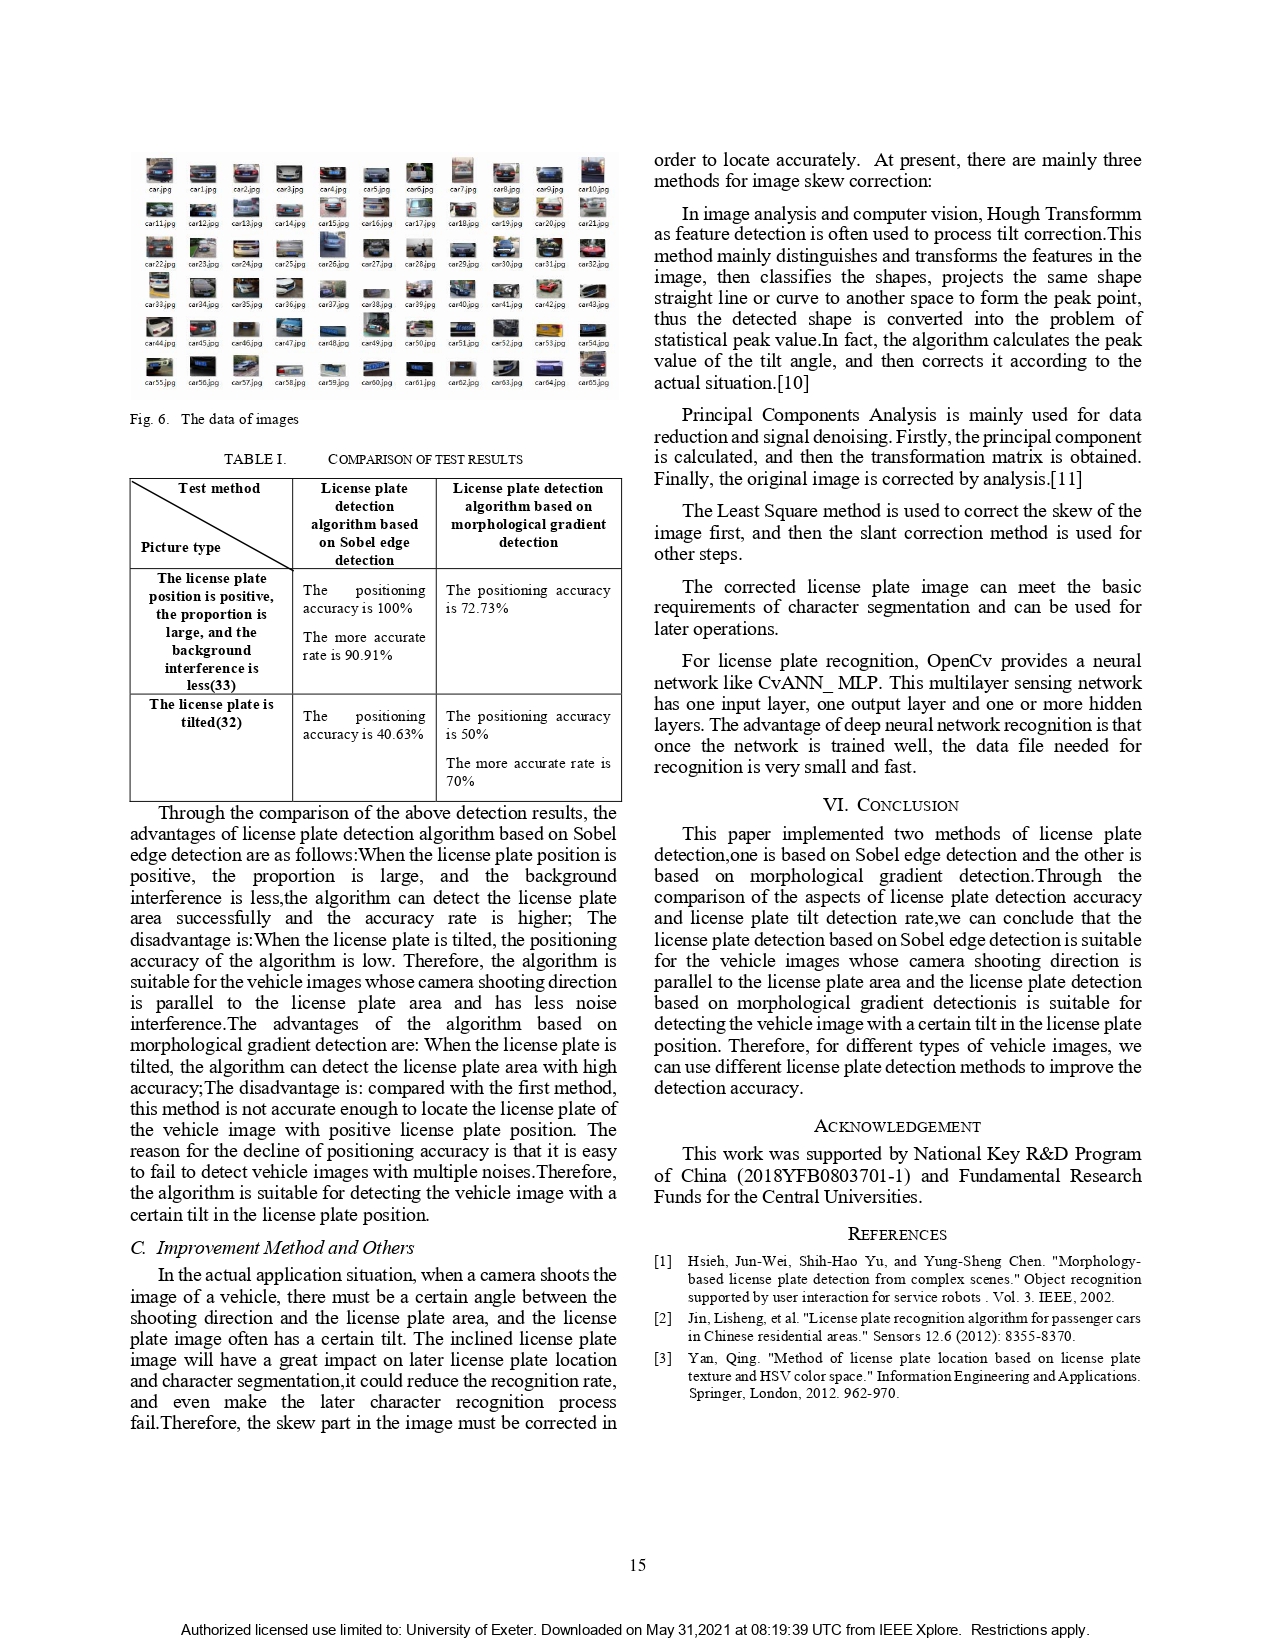 car.jpg car1.jpg car2.jpg car3.jpg car4.jpg car5.jpg car6.jpg car7.jpg car8.jpg car9.jpg car10.jpg
car11.jpg car12.jpg car13.jpg car14.jpg car15.jpg car16.jpg car17.jpg car18.jpg car19.jpg car20.jpg car21.jpg
car22.jpg car23.jpg car24.jpg car25.jpg car26.jpg car27.jpg car28.jpg car29.jpg car30.jpg car31.jpg car32.jpg
car33.jpg car34.jpg car35.jpg car36.jpg car37.jpg car38.jpg car39.jpg car40.jpg car41.jpg car42.jpg car43.jpg
car44.jpg car45.jpg car46.jpg car47.jpg car48.jpg car49.jpg car50.jpg car51.jpg car52.jpg car53.jpg car54.jpg
car55.jpg car56.jpg car57.jpg car58.jpg car59.jpg car60.jpg car61.jpg car62.jpg car63.jpg car64.jpg car65.jpg
Fig. 6. The data of images
TABLE I. COMPARISON OF TEST RESULTS
Test method
Picture type
License plate
detection
algorithm based
on Sobel edge
detection
License plate detection
algorithm based on
morphological gradient
detection
The license plate
position is positive,
the proportion is
large, and the
background
interference is
less(33)
The positioning
accuracy is 100%
The more accurate
rate is 90.91%
The positioning accuracy
is 72.73%
The license plate is
tilted(32)
The positioning
accuracy is 40.63%
The positioning accuracy
is 50%
The more accurate rate is
70%
Through the comparison of the above detection results, the
advantages of license plate detection algorithm based on Sobel
edge detection are as follows:When the license plate position is
positive, the proportion is large, and the background
interference is less,the algorithm can detect the license plate
area successfully and the accuracy rate is higher; The
disadvantage is:When the license plate is tilted, the positioning
accuracy of the algorithm is low. Therefore, the algorithm is
suitable for the vehicle images whose camera shooting direction
is parallel to the license plate area and has less noise
interference.The advantages of the algorithm based on
morphological gradient detection are: When the license plate is
tilted, the algorithm can detect the license plate area with high
accuracy;The disadvantage is: compared with the first method,
this method is not accurate enough to locate the license plate of
the vehicle image with positive license plate position. The
reason for the decline of positioning accuracy is that it is easy
to fail to detect vehicle images with multiple noises.Therefore,
the algorithm is suitable for detecting the vehicle image with a
certain tilt in the license plate position.
C. Improvement Method and Others
In the actual application situation, when a camera shoots the
image of a vehicle, there must be a certain angle between the
shooting direction and the license plate area, and the license
plate image often has a certain tilt. The inclined license plate
image will have a great impact on later license plate location
and character segmentation,it could reduce the recognition rate,
and even make the later character recognition process
fail.Therefore, the skew part in the image must be corrected in
order to locate accurately. At present, there are mainly three
methods for image skew correction:
In image analysis and computer vision, Hough Transformm
as feature detection is often used to process tilt correction.This
method mainly distinguishes and transforms the features in the
image, then classifies the shapes, projects the same shape
straight line or curve to another space to form the peak point,
thus the detected shape is converted into the problem of
statistical peak value.In fact, the algorithm calculates the peak
value of the tilt angle, and then corrects it according to the
actual situation.[10]
Principal Components Analysis is mainly used for data
reduction and signal denoising. Firstly, the principal component
is calculated, and then the transformation matrix is obtained.
Finally, the original image is corrected by analysis.[11]
The Least Square method is used to correct the skew of the
image first, and then the slant correction method is used for
other steps.
The corrected license plate image can meet the basic
requirements of character segmentation and can be used for
later operations.
For license plate recognition, OpenCv provides a neural
network like CvANN_ MLP. This multilayer sensing network
has one input layer, one output layer and one or more hidden
layers. The advantage of deep neural network recognition is that
once the network is trained well, the data file needed for
recognition is very small and fast.
VI. CONCLUSION
This paper implemented two methods of license plate
detection,one is based on Sobel edge detection and the other is
based on morphological gradient detection.Through the
comparison of the aspects of license plate detection accuracy
and license plate tilt detection rate,we can conclude that the
license plate detection based on Sobel edge detection is suitable
for the vehicle images whose camera shooting direction is
parallel to the license plate area and the license plate detection
based on morphological gradient detectionis is suitable for
detecting the vehicle image with a certain tilt in the license plate
position. Therefore, for different types of vehicle images, we
can use different license plate detection methods to improve the
detection accuracy.
ACKNOWLEDGEMENT
This work was supported by National Key R&D Program
of China (2018YFB0803701-1) and Fundamental Research
Funds for the Central Universities.
REFERENCES
[1] Hsieh, Jun-Wei, Shih-Hao Yu, and Yung-Sheng Chen. "Morphology-
based license plate detection from complex scenes." Object recognition
supported by user interaction for service robots . Vol. 3. IEEE, 2002.
[2] Jin, Lisheng, et al. "License plate recognition algorithm for passenger cars
in Chinese residential areas." Sensors 12.6 (2012): 8355-8370.
[3] Yan, Qing. "Method of license plate location based on license plate
texture and HSV color space." Information Engineering and Applications.
Springer, London, 2012. 962-970.
15
Authorized licensed use limited to: University of Exeter. Downloaded on May 31,2021 at 08:19:39 UTC from IEEE Xplore. Restrictions apply.